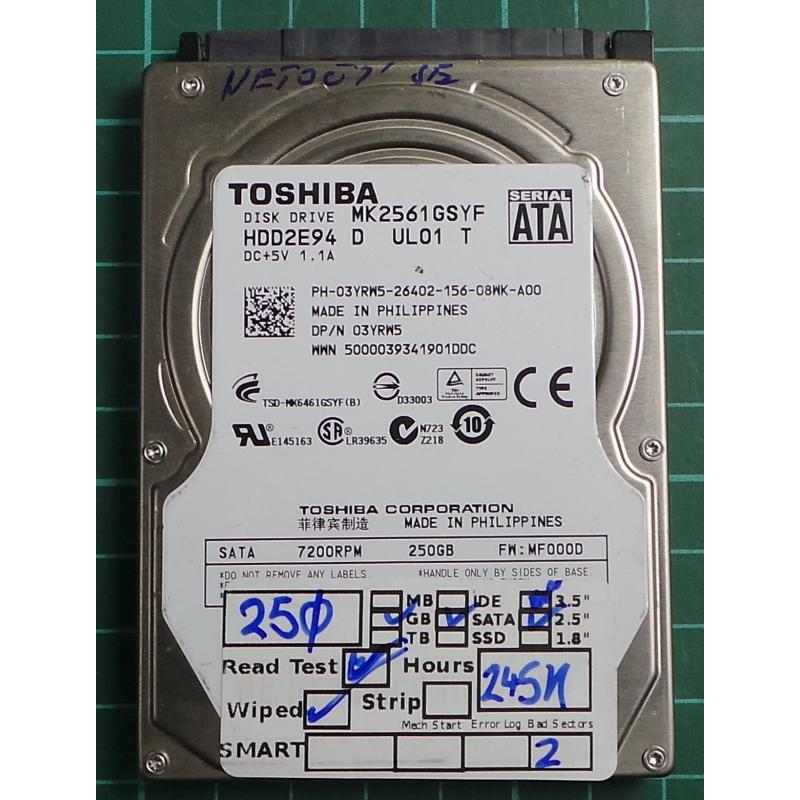 TOSHIBA
DISK DRIVE MK2561GSYF
HDD2E94 D UL01 T
DC+5V 1.1A
SERIAL
ATA
PH-03YRW5-26402-156-08WK-A00
MADE IN PHILIPPINES
DP/N 03YRW5
WWN 5000039341901DDC
TSD-MK6461GSYF(B)
D33003
CE
E145163
LR39635
N723
Z218
10
TOSHIBA CORPORATION
菲律宾制造 MADE IN PHILIPPINES
SATA 7200RPM 250GB FW:MF000D
*DO NOT REMOVE ANY LABELS. *HANDLE ONLY BY SIDES OF BASE.
250
MB IDE 3.5"
GB SATA 2.5"
TB SSD 1.8"
Read Test Hours
Wiped Strip
Mech Start Error Log Bad Sectors
SMART 2